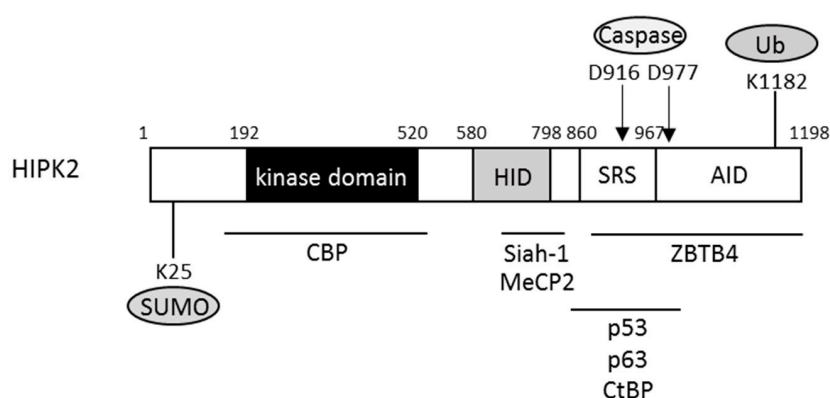 Caspase
Ub
D916 D977
K1182
1 192 520 580 798 860 967 1198
HIPK2
kinase domain
HID
SRS
AID
K25
SUMO
CBP
Siah-1
MeCP2
ZBTB4
p53
p63
CtBP